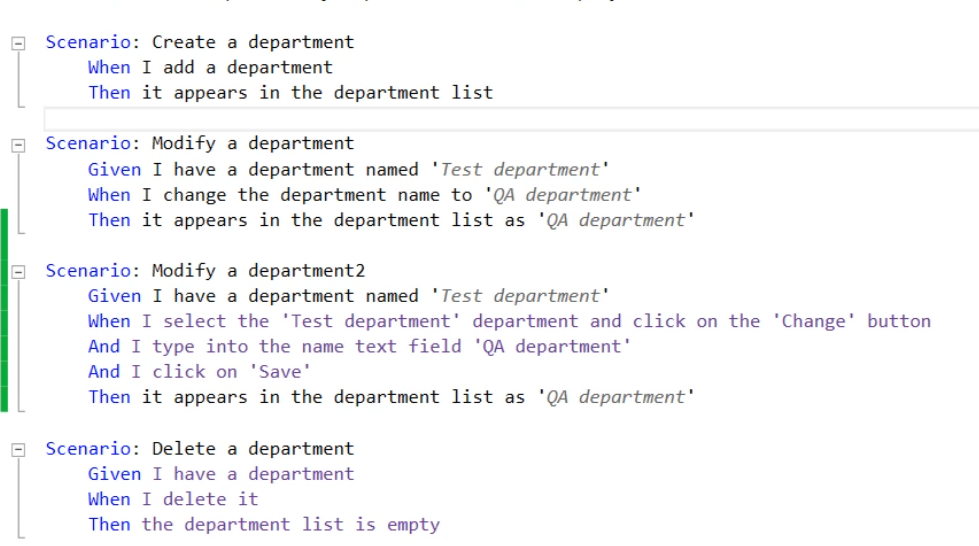 Scenario: Create a department
When I add a department
Then it appears in the department list
Scenario: Modify a department
Given I have a department named 'Test department'
When I change the department name to 'QA department'
Then it appears in the department list as 'QA department'
Scenario: Modify a department2
Given I have a department named 'Test department'
When I select the 'Test department' department and click on the 'Change' button
And I type into the name text field 'QA department'
And I click on 'Save'
Then it appears in the department list as 'QA department'
Scenario: Delete a department
Given I have a department
When I delete it
Then the department list is empty